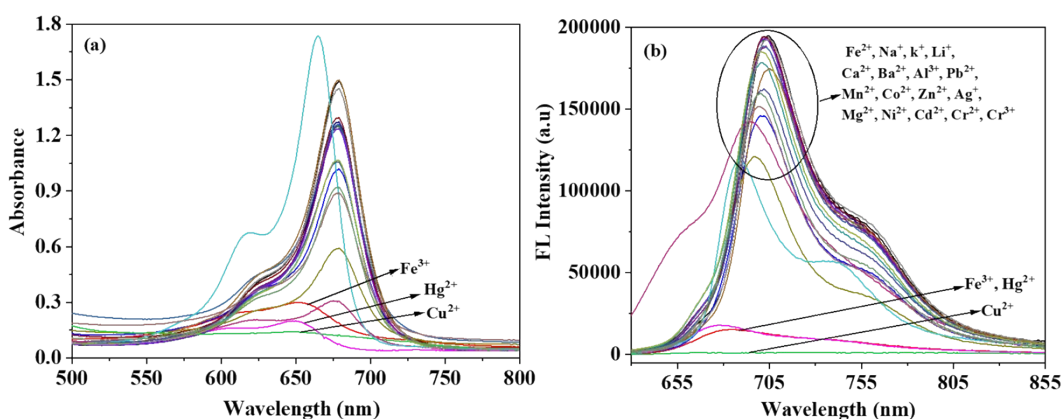 (a)
Absorbance
1.8
1.5
1.2
0.9
0.6
0.3
0.0
Fe³⁺
Hg²⁺
Cu²⁺
500 550 600 650 700 750 800
Wavelength (nm)
(b)
FL Intensity (a.u)
200000
150000
100000
50000
0
Fe²⁺, Na⁺, k⁺, Li⁺,
Ca²⁺, Ba²⁺, Al³⁺, Pb²⁺,
Mn²⁺, Co²⁺, Zn²⁺, Ag⁺
Mg²⁺, Ni²⁺, Cd²⁺, Cr²⁺, Cr³⁺
Fe³⁺, Hg²⁺
Cu²⁺
655 705 755 805 855
Wavelength (nm)